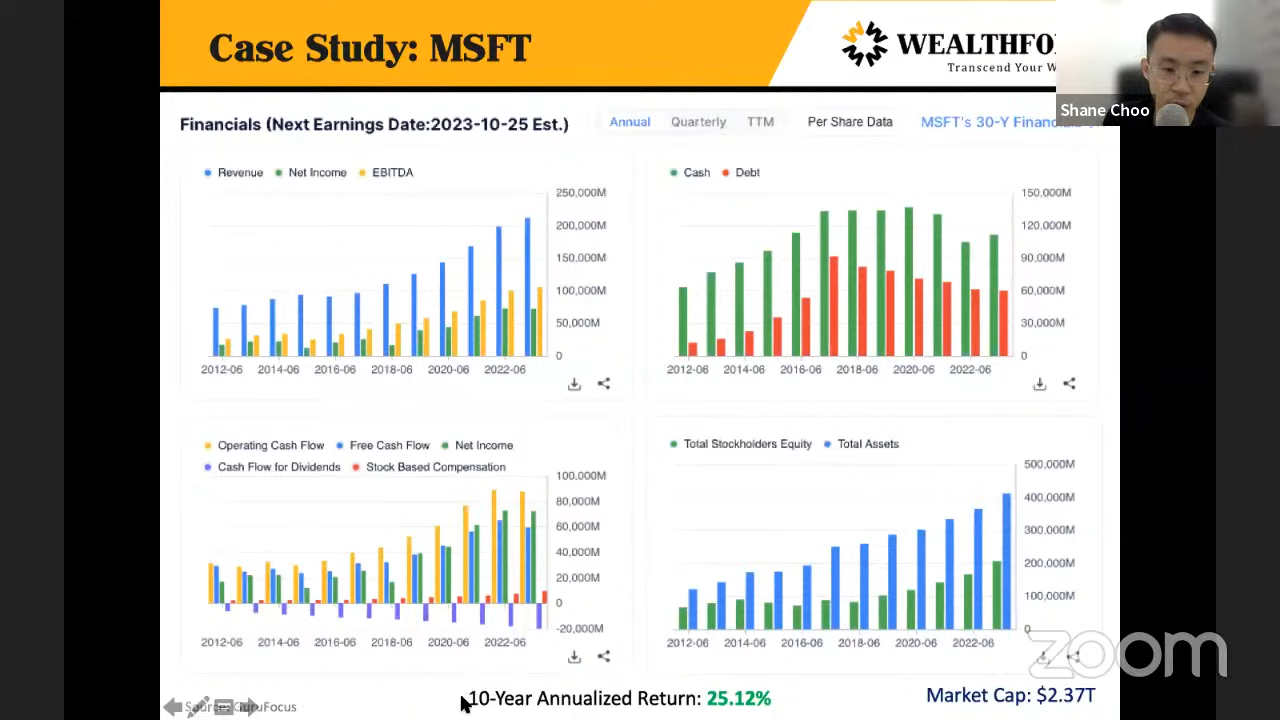 Case Study: MSFT
WEALTHFO
Transcend Your W
Shane Choo
Financials (Next Earnings Date:2023-10-25 Est.)
Annual Quarterly TTM Per Share Data MSFT's 30-Y Financi
Revenue Net Income EBITDA
250,000M
200,000M
150,000M
100,000M
50,000M
0
2012-06 2014-06 2016-06 2018-06 2020-06 2022-06
Cash Debt
150,000M
120,000M
90,000M
60,000M
30,000M
0
2012-06 2014-06 2016-06 2018-06 2020-06 2022-06
Operating Cash Flow Free Cash Flow Net Income
Cash Flow for Dividends Stock Based Compensation
100,000M
80,000M
60,000M
40,000M
20,000M
0
-20,000M
2012-06 2014-06 2016-06 2018-06 2020-06 2022-06
Total Stockholders Equity Total Assets
500,000M
400,000M
300,000M
200,000M
100,000M
0
2012-06 2014-06 2016-06 2018-06 2020-06 2022-06
zoom
Source: GuruFocus
10-Year Annualized Return: 25.12%
Market Cap: $2.37T